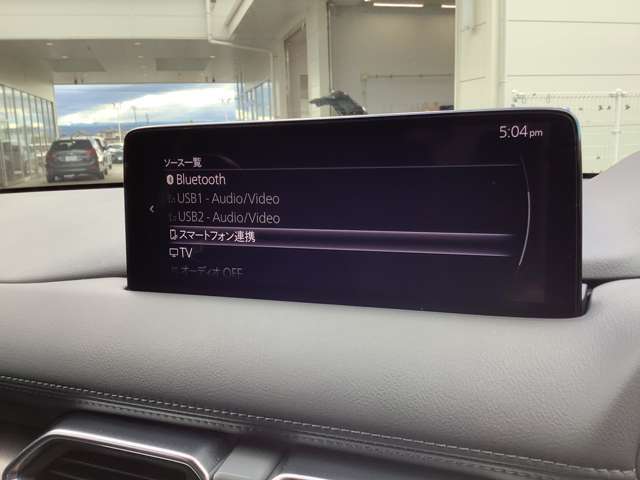 5:04 pm
ソース一覧
Bluetooth
USB1 - Audio/Video
USB2 - Audio/Video
スマートフォン連携
TV
オーディオ OFF